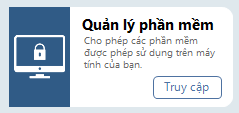 Quản lý phần mềm
Cho phép các phần mềm
được phép sử dụng trên máy
tính của bạn.
Truy cập